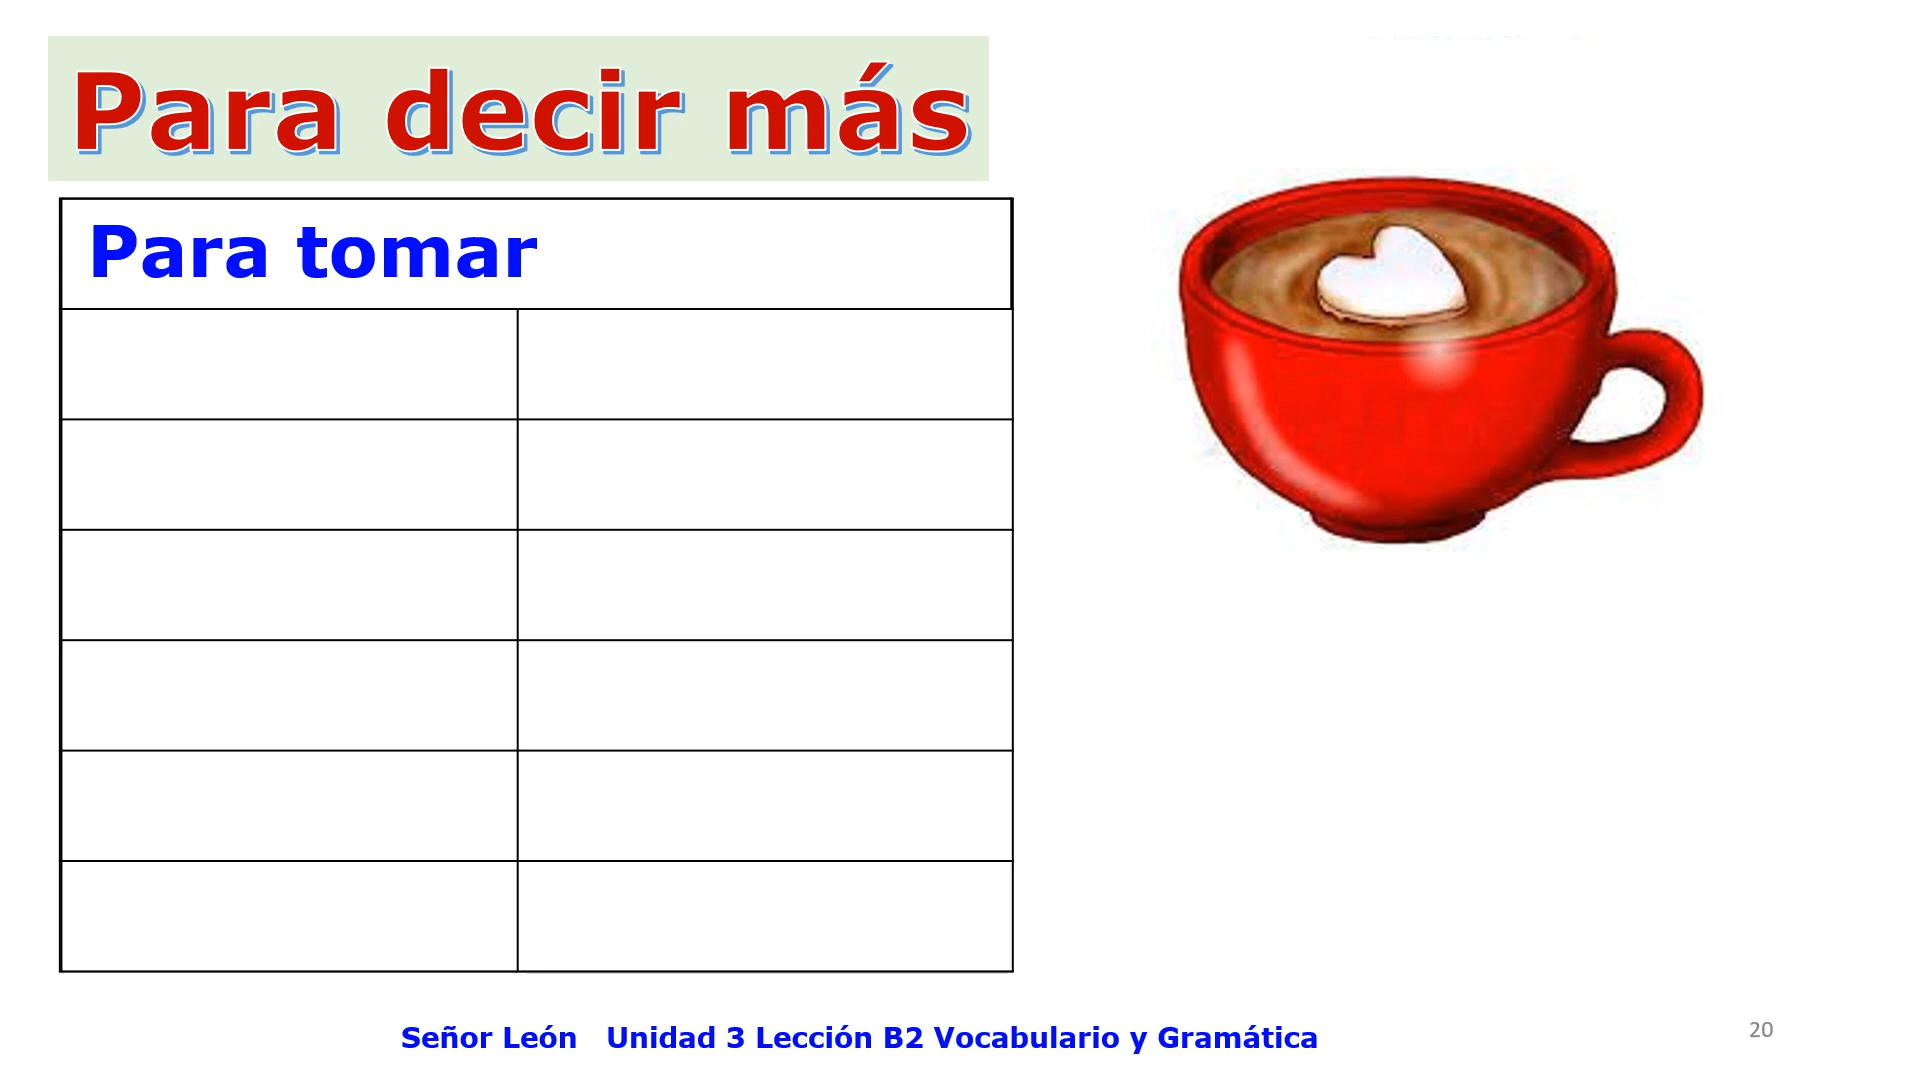 Para decir más
Para tomar
Señor León   Unidad 3 Lección B2 Vocabulario y Gramática
20